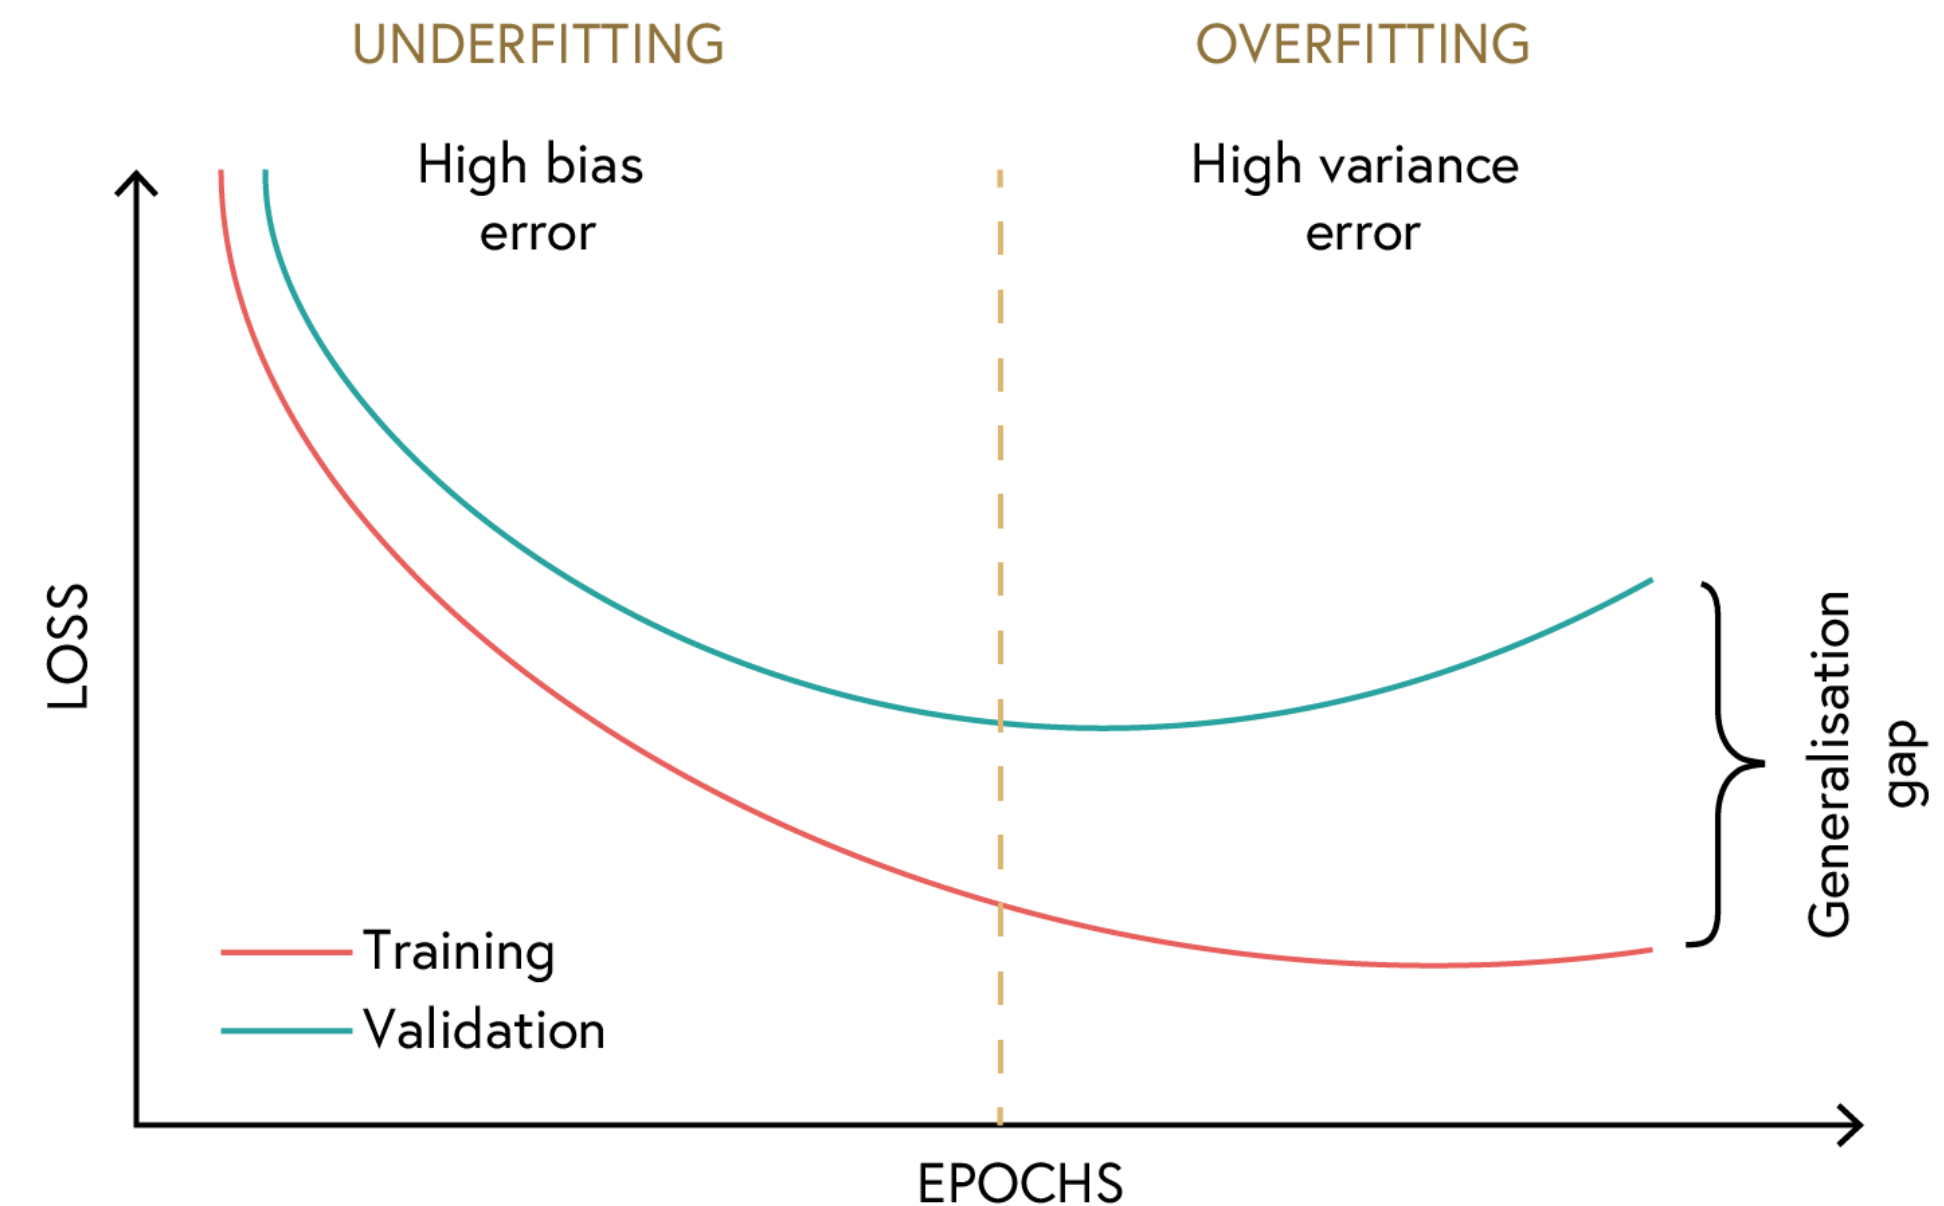 UNDERFITTING
OVERFITTING
High bias
error
High variance
error
LOSS
Training
Validation
Generalisation
gap
EPOCHS